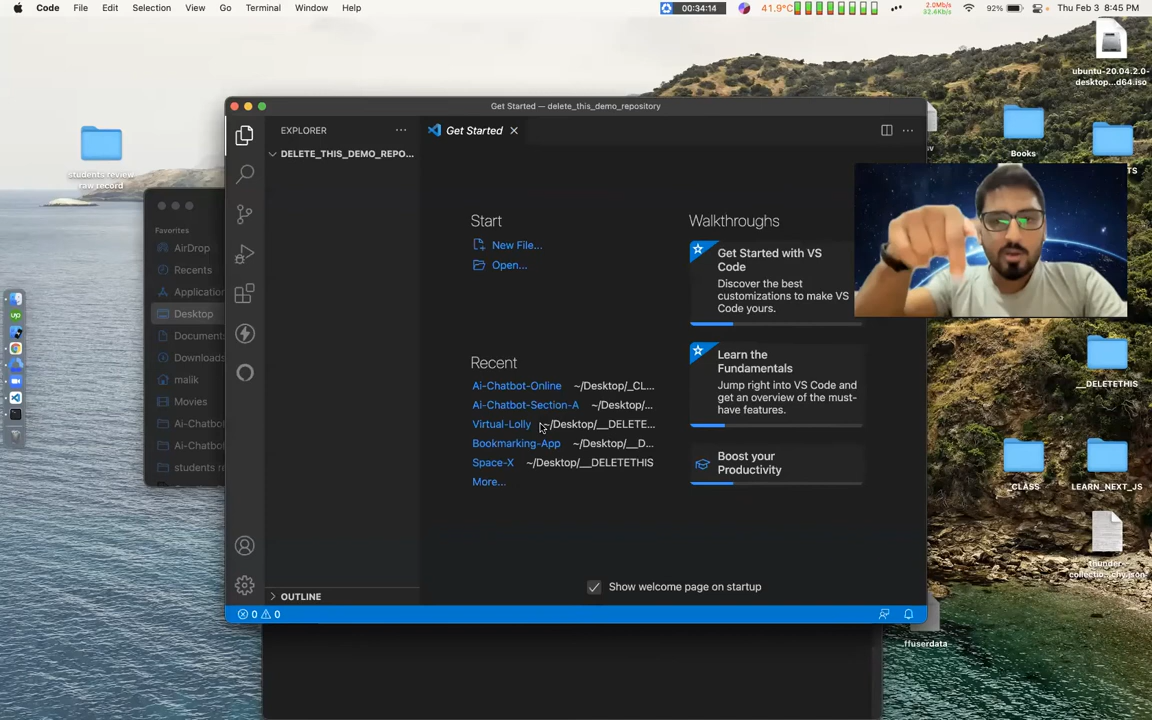 Code File Edit Selection View Go Terminal Window Help
00:34:14 41.9°C 92% Thu Feb 3 8:45 PM
ubuntu-20.04.2.0-
desktop...d64.iso
Get Started — delete_this_demo_repository
EXPLORER
Get Started
DELETE_THIS_DEMO_REPO...
Books
students review
raw record
Favorites
AirDrop
Recents
Application
Desktop
Document
Downloads
malik
Movies
Ai-Chatbot
Ai-Chatbot
students re
Start
New File...
Open...
Recent
Ai-Chatbot-Online ~/Desktop/_CL...
Ai-Chatbot-Section-A ~/Desktop/...
Virtual-Lolly ~/Desktop/__DELETE...
Bookmarking-App ~/Desktop/__D...
Space-X ~/Desktop/__DELETETHIS
More...
Walkthroughs
Get Started with VS
Code
Discover the best
customizations to make VS
Code yours.
Learn the
Fundamentals
Jump right into VS Code and
get an overview of the must-
have features.
Boost your
Productivity
Show welcome page on startup
OUTLINE
0 0
__DELETETHIS
LEARN_NEXT_JS
thunder-
ffuserdata